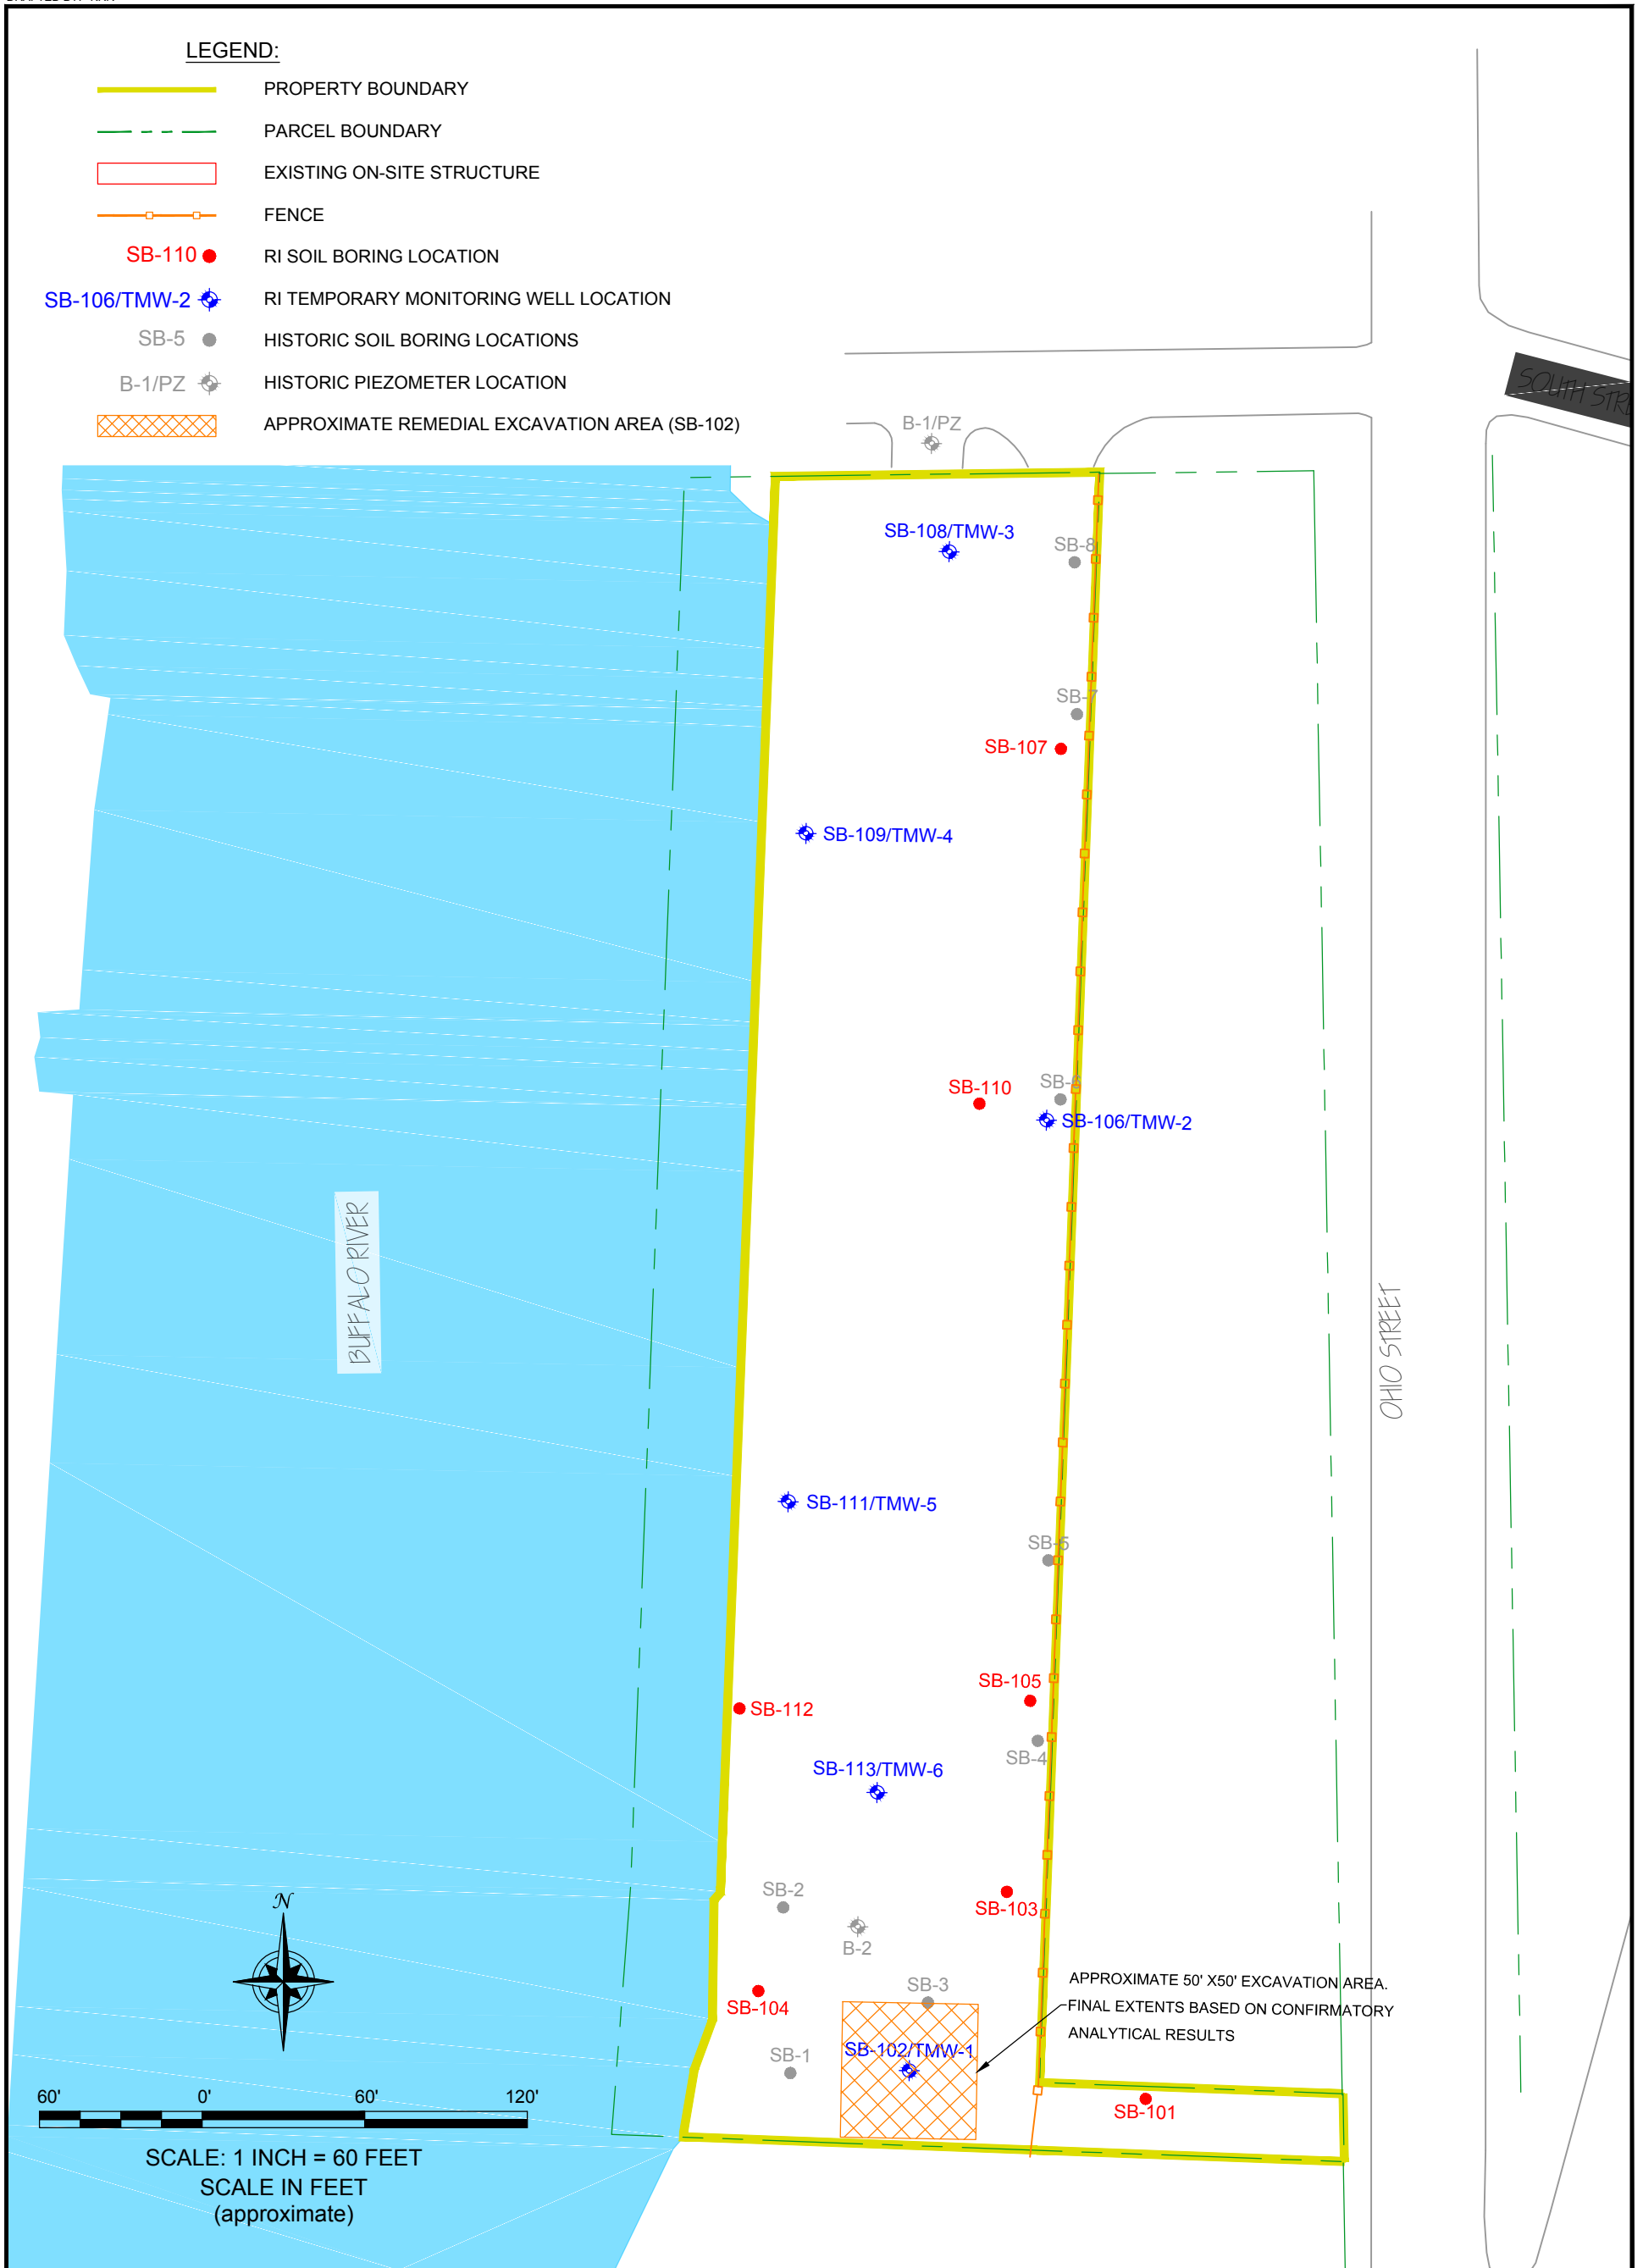 LEGEND:
PROPERTY BOUNDARY
PARCEL BOUNDARY
EXISTING ON-SITE STRUCTURE
FENCE
SB-110 RI SOIL BORING LOCATION
SB-106/TMW-2 RI TEMPORARY MONITORING WELL LOCATION
SB-5 HISTORIC SOIL BORING LOCATIONS
B-1/PZ HISTORIC PIEZOMETER LOCATION
APPROXIMATE REMEDIAL EXCAVATION AREA (SB-102)
SOUTH
B-1/PZ
SB-108/TMW-3
SB-8
SB-7
SB-107
SB-109/TMW-4
SB-110
SB-6
SB-106/TMW-2
BUFFALO RIVER
OHIO STREET
SB-111/TMW-5
SB-5
SB-105
SB-112
SB-4
SB-113/TMW-6
SB-2
SB-103
B-2
N
SB-3
SB-104
APPROXIMATE 50' X50' EXCAVATION AREA.
FINAL EXTENTS BASED ON CONFIRMATORY
ANALYTICAL RESULTS
SB-102/TMW-1
SB-1
SB-101
60' 0' 60' 120'
SCALE: 1 INCH = 60 FEET
SCALE IN FEET
(approximate)